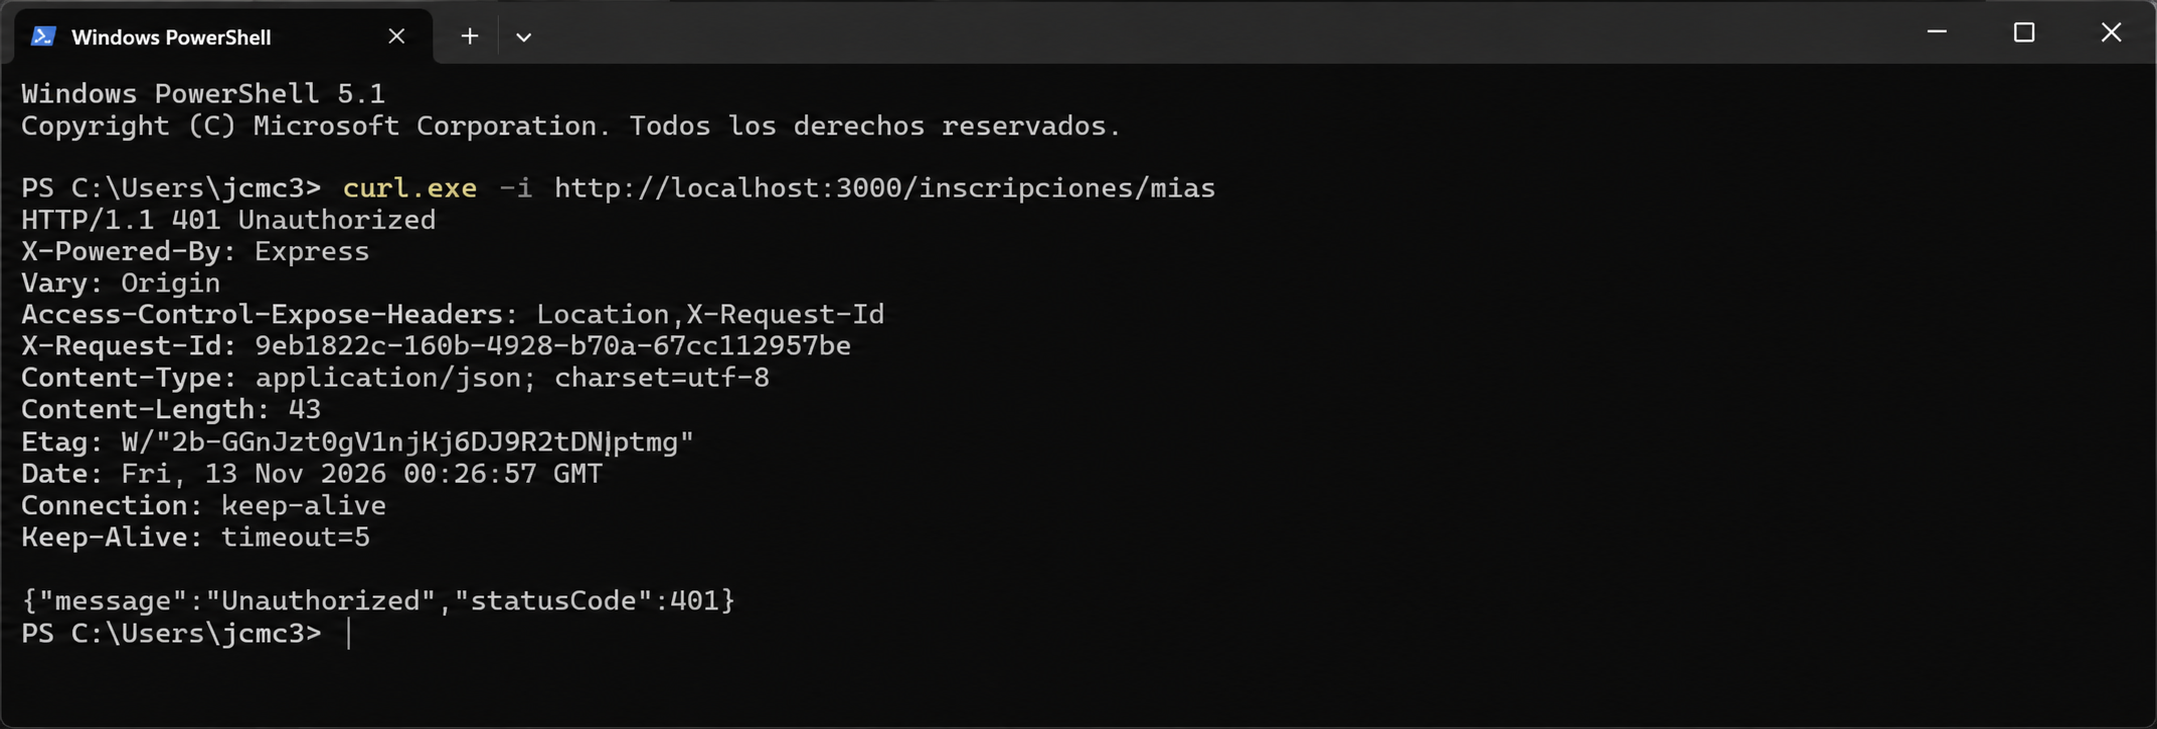 Windows PowerShell
Windows PowerShell 5.1
Copyright (C) Microsoft Corporation. Todos los derechos reservados.
PS C:\Users\jcmc3> curl.exe -i http://localhost:3000/inscripciones/mias
HTTP/1.1 401 Unauthorized
X-Powered-By: Express
Vary: Origin
Access-Control-Expose-Headers: Location,X-Request-Id
X-Request-Id: 9eb1822c-160b-4928-b70a-67cc112957be
Content-Type: application/json; charset=utf-8
Content-Length: 43
Etag:
Date: Fri, 13 Nov 2026 00:26:57 GMT
Connection: keep-alive
Keep-Alive: timeout=5
{"message":"Unauthorized","statusCode":401}
PS C:\Users\jcmc3>